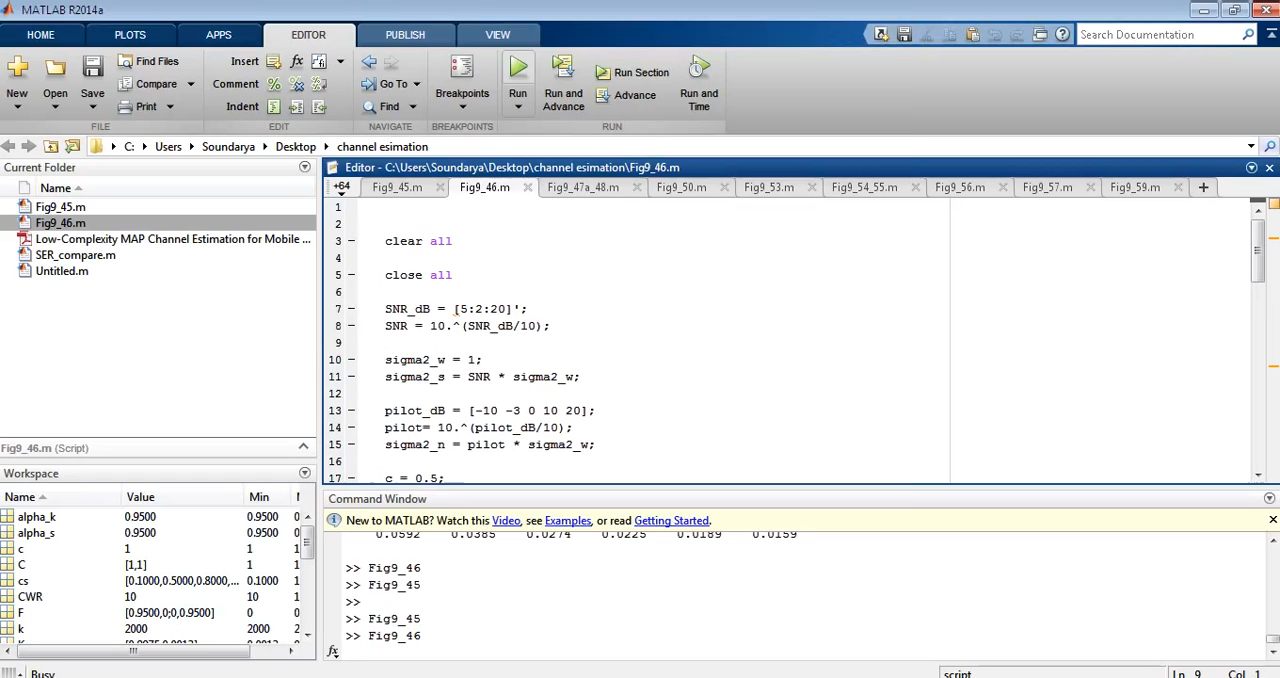 MATLAB R2014a
HOME PLOTS APPS EDITOR PUBLISH VIEW Search Documentation
New Open Save Find Files Compare Print
Insert fx
Comment %
Indent
Go To Find
Breakpoints
Run Run and Advance Run Section Advance Run and Time
FILE EDIT NAVIGATE BREAKPOINTS RUN
C: Users Soundarya Desktop channel esimation
Current Folder
Name
Fig9_45.m
Fig9_46.m
Low-Complexity MAP Channel Estimation for Mobile ...
SER_compare.m
Untitled.m
Fig9_46.m (Script)
Workspace
Name Value Min
alpha_k 0.9500 0.9500
alpha_s 0.9500 0.9500
c 1 1
C [1,1] 1
cs [0.1000,0.5000,0.8000,... 0.1000
CWR 10 10
F [0.9500,0;0,0.9500] 0
k 2000 2000
Busy
Editor - C:\Users\Soundarya\Desktop\channel esimation\Fig9_46.m
+64 Fig9_45.m Fig9_46.m Fig9_47a_48.m Fig9_50.m Fig9_53.m Fig9_54_55.m Fig9_56.m Fig9_57.m Fig9_59.m
1
2
3 clear all
4
5 close all
6
7 SNR_dB = [5:2:20]';
8 SNR = 10.^(SNR_dB/10);
9
10 sigma2_w = 1;
11 sigma2_s = SNR * sigma2_w;
12
13 pilot_dB = [-10 -3 0 10 20];
14 pilot= 10.^(pilot_dB/10);
15 sigma2_n = pilot * sigma2_w;
16
17 c = 0.5;
Command Window
New to MATLAB? Watch this Video, see Examples, or read Getting Started.
0.0592 0.0385 0.0274 0.0225 0.0189 0.0159
>> Fig9_46
>> Fig9_45
>>
>> Fig9_45
>> Fig9_46
fx
script Ln 9 Col 1